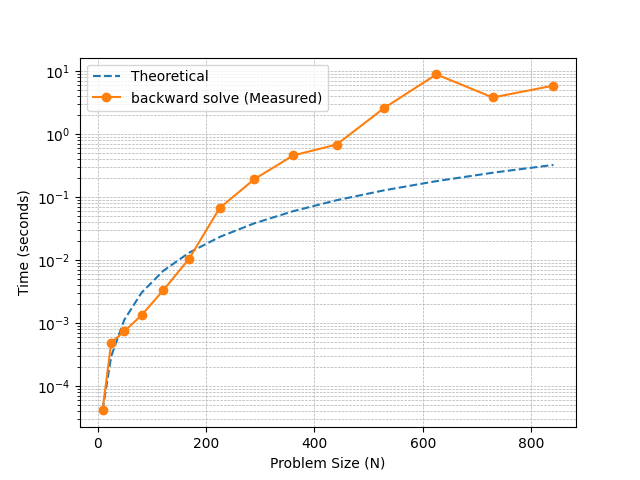 Theoretical
backward solve (Measured)
Time (seconds)
10¹
10⁰
10⁻¹
10⁻²
10⁻³
10⁻⁴
0 200 400 600 800
Problem Size (N)